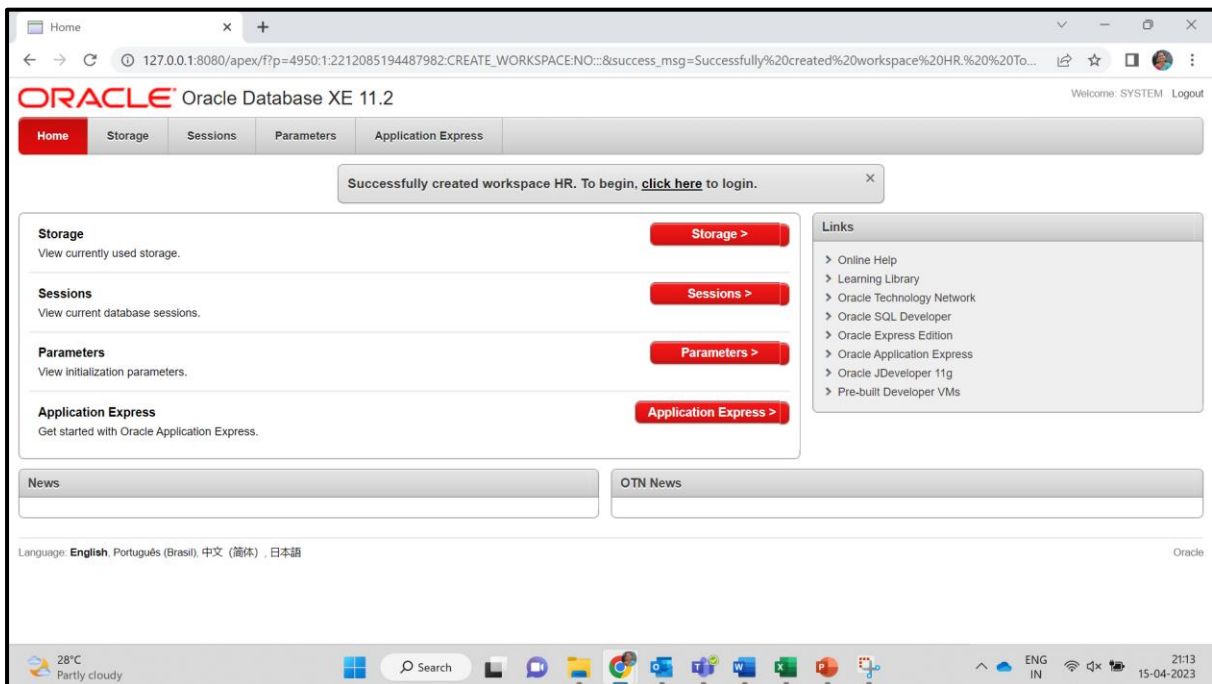 Home
127.0.0.1:8080/apex/f?p=4950:1:2212085194487982:CREATE_WORKSPACE:NO:::&success_msg=Successfully%20created%20workspace%20HR.%20%20To...
ORACLE Oracle Database XE 11.2
Welcome: SYSTEM Logout
Home Storage Sessions Parameters Application Express
Successfully created workspace HR. To begin, click here to login.
Storage
View currently used storage.
Storage >
Sessions
View current database sessions.
Sessions >
Parameters
View initialization parameters.
Parameters >
Application Express
Get started with Oracle Application Express.
Application Express >
Links
Online Help
Learning Library
Oracle Technology Network
Oracle SQL Developer
Oracle Express Edition
Oracle Application Express
Oracle JDeveloper 11g
Pre-built Developer VMs
News
OTN News
Language: English, Português (Brasil), 中文（简体）, 日本語
Oracle
28°C
Partly cloudy
Search
ENG
IN
21:13
15-04-2023